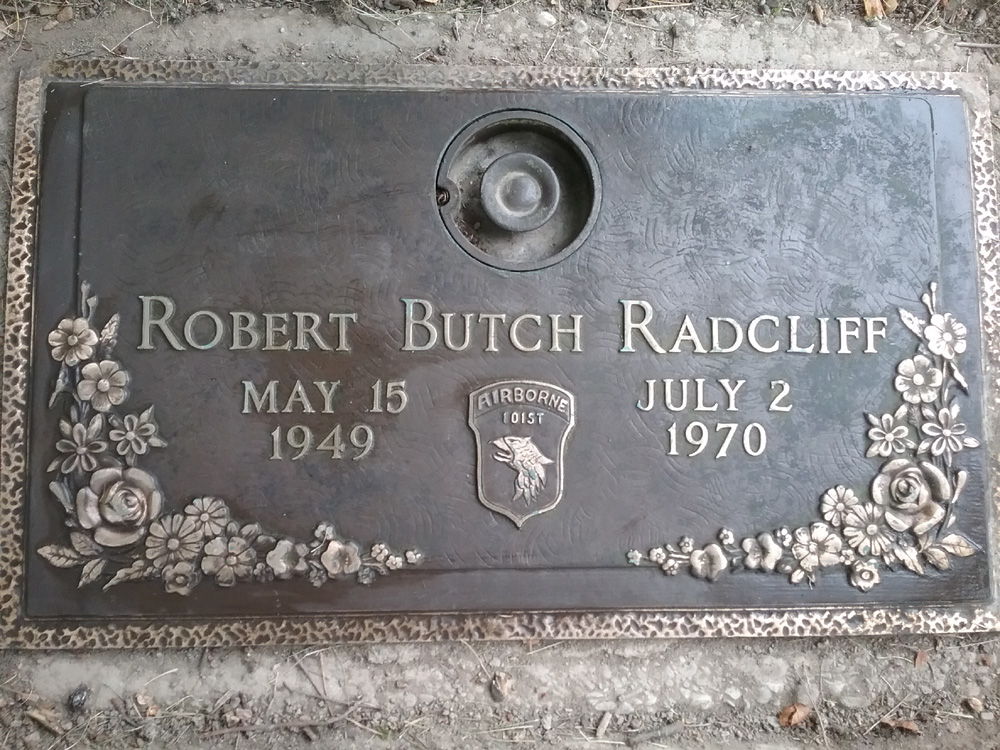 ROBERT BUTCH RADCLIFF
MAY 15 JULY 2
1949 1970
AIRBORNE
101ST